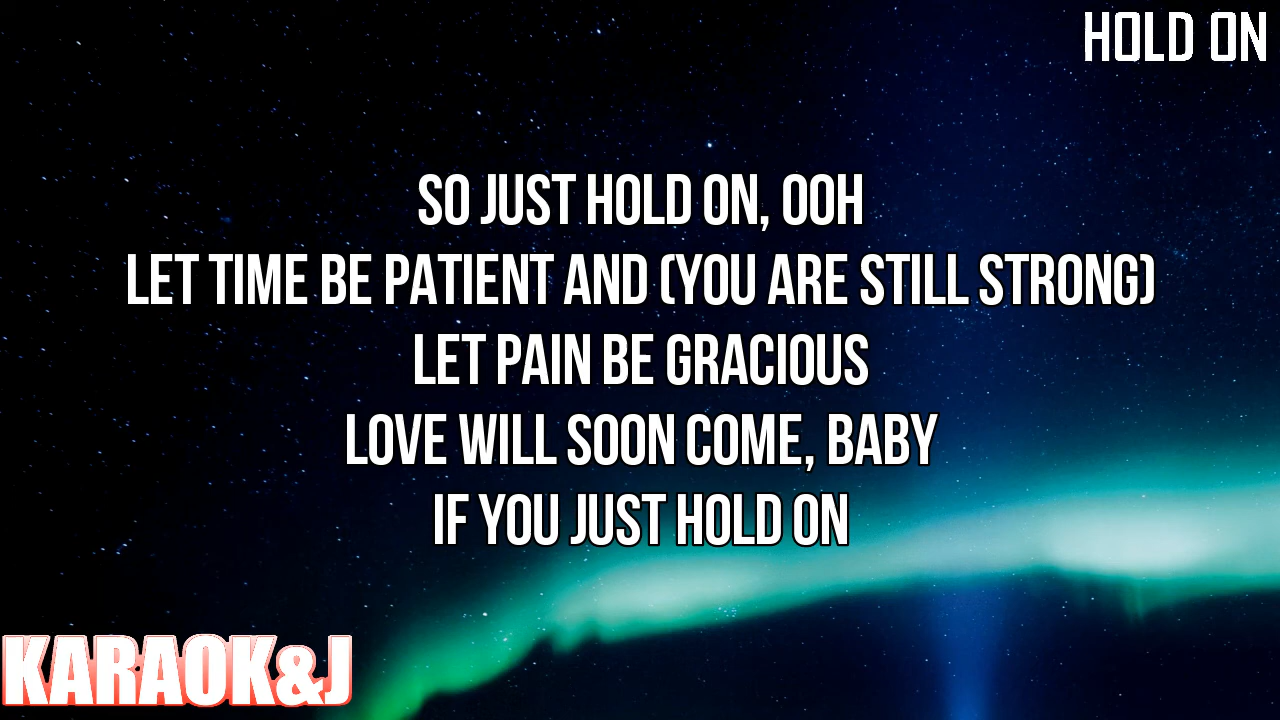 HOLD ON
SO JUST HOLD ON, OOH
LET TIME BE PATIENT AND (YOU ARE STILL STRONG)
LET PAIN BE GRACIOUS
LOVE WILL SOON COME, BABY
IF YOU JUST HOLD ON
KARAOK&J